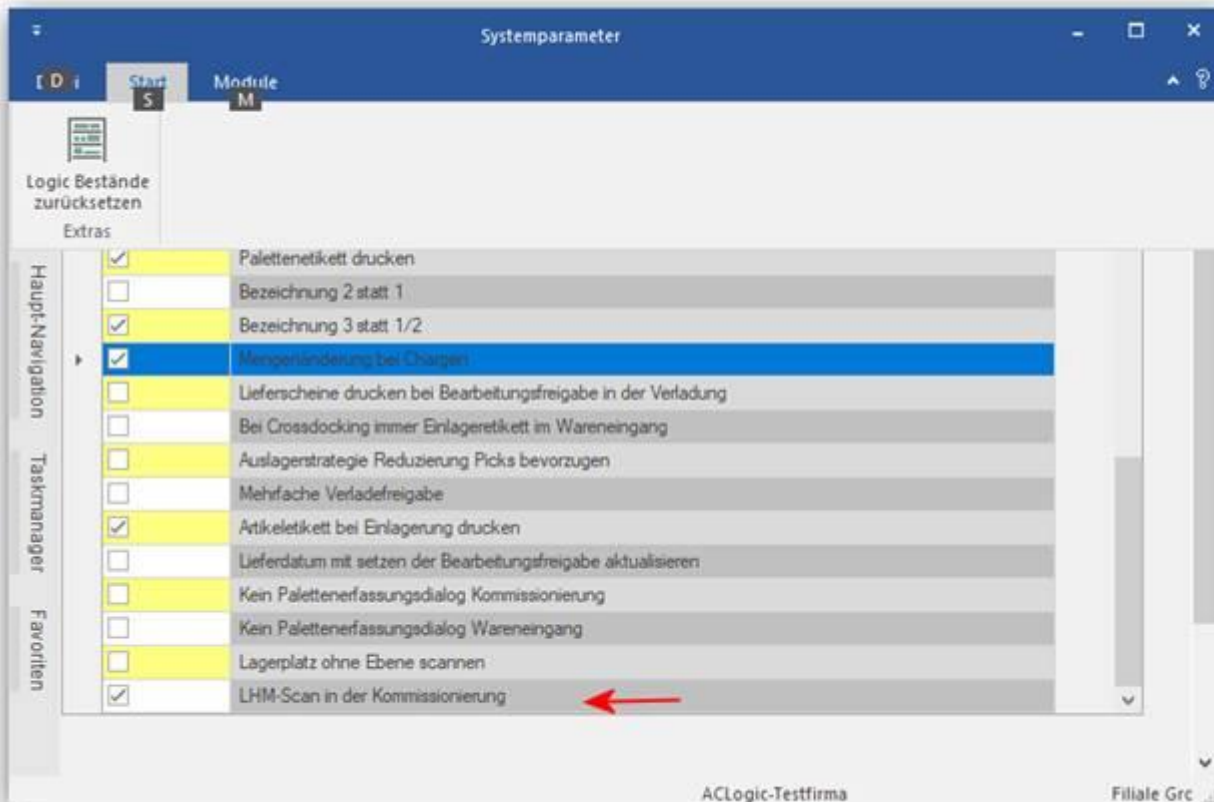 Systemparameter
D i
Start
Module
S
M
Logic Bestände
zurücksetzen
Extras
Haupt-Navigation
Taskmanager
Favoriten
Palettenetikett drucken
Bezeichnung 2 statt 1
Bezeichnung 3 statt 1/2
Mengenänderung bei Chargen
Lieferscheine drucken bei Bearbeitungsfreigabe in der Verladung
Bei Crossdocking immer Einlageretikett im Wareneingang
Auslagerstrategie Reduzierung Picks bevorzugen
Mehrfache Verladefreigabe
Artikeletikett bei Einlagerung drucken
Lieferdatum mit setzen der Bearbeitungsfreigabe aktualisieren
Kein Palettenerfassungsdialog Kommissionierung
Kein Palettenerfassungsdialog Wareneingang
Lagerplatz ohne Ebene scannen
LHM-Scan in der Kommissionierung
ACLogic-Testfirma
Filiale Grc